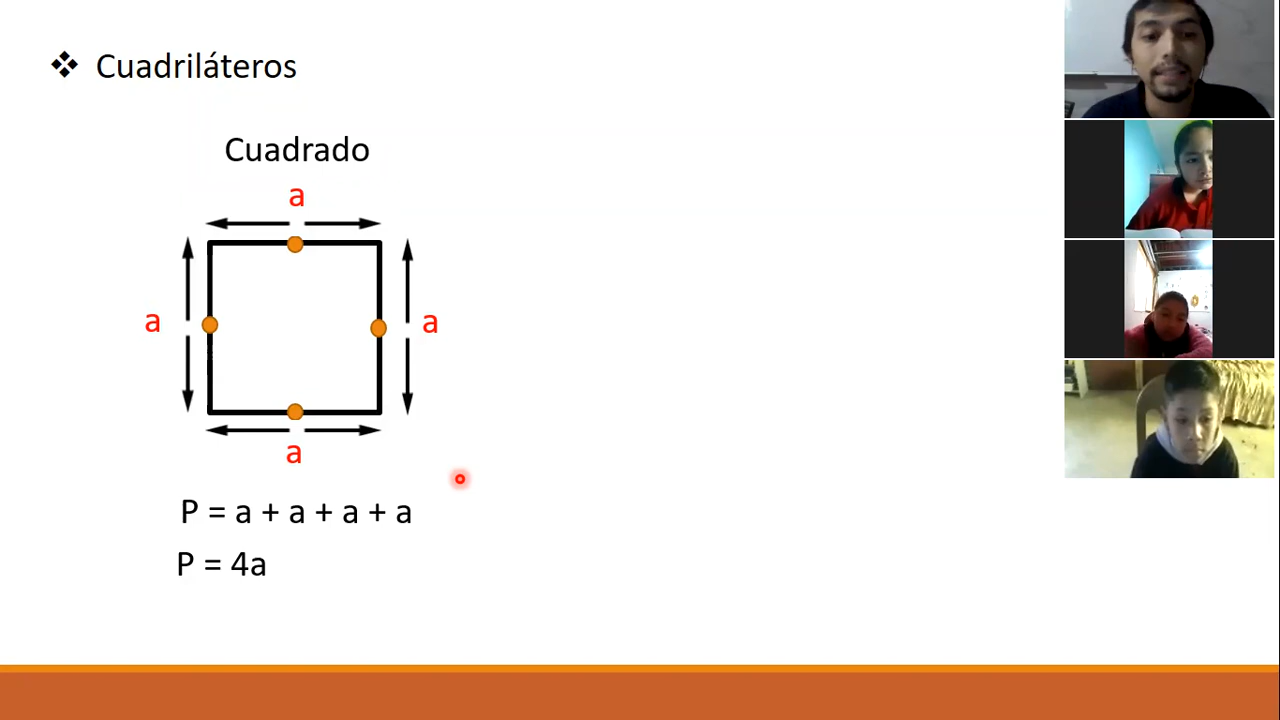 Cuadriláteros
Cuadrado
a
a
a
a
P = a + a + a + a
P = 4a